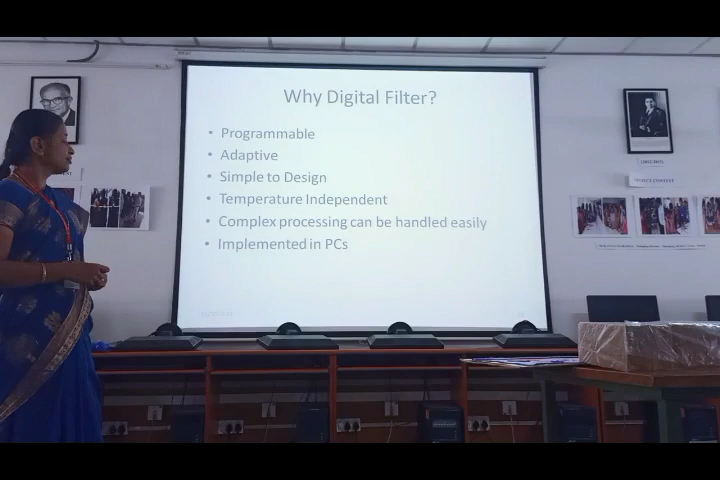 Why Digital Filter?
• Programmable
• Adaptive
• Simple to Design
• Temperature Independent
• Complex processing can be handled easily
• Implemented in PCs